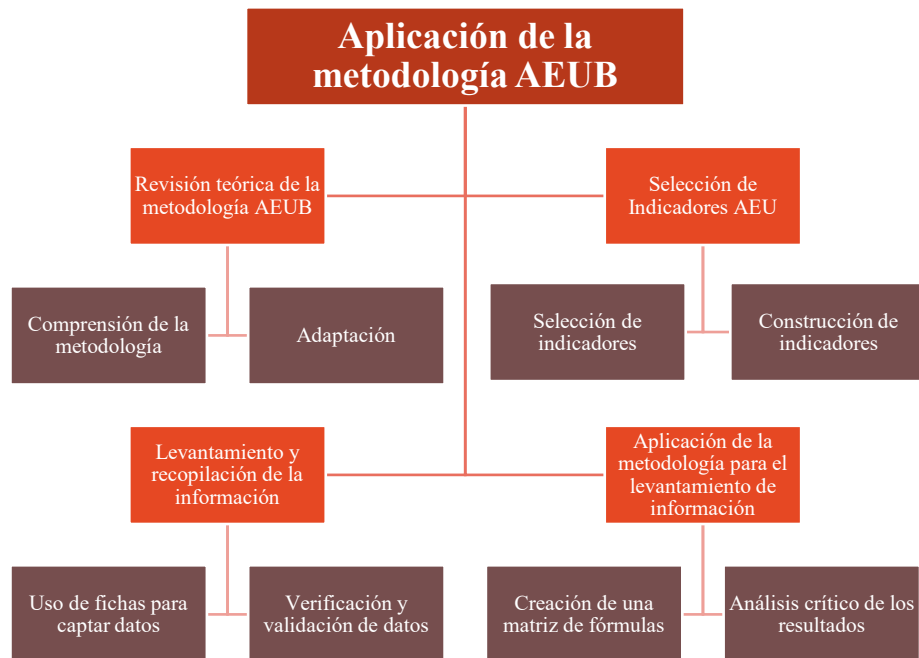 Aplicación de la
metodología AEUB
Revisión teórica de la
metodología AEUB
Selección de
Indicadores AEU
Comprensión de la
metodología
Adaptación
Selección de
indicadores
Construcción de
indicadores
Levantamiento y
recopilación de la
información
Aplicación de la
metodología para el
levantamiento de
información
Uso de fichas para
captar datos
Verificación y
validación de datos
Creación de una
matriz de fórmulas
Análisis crítico de los
resultados